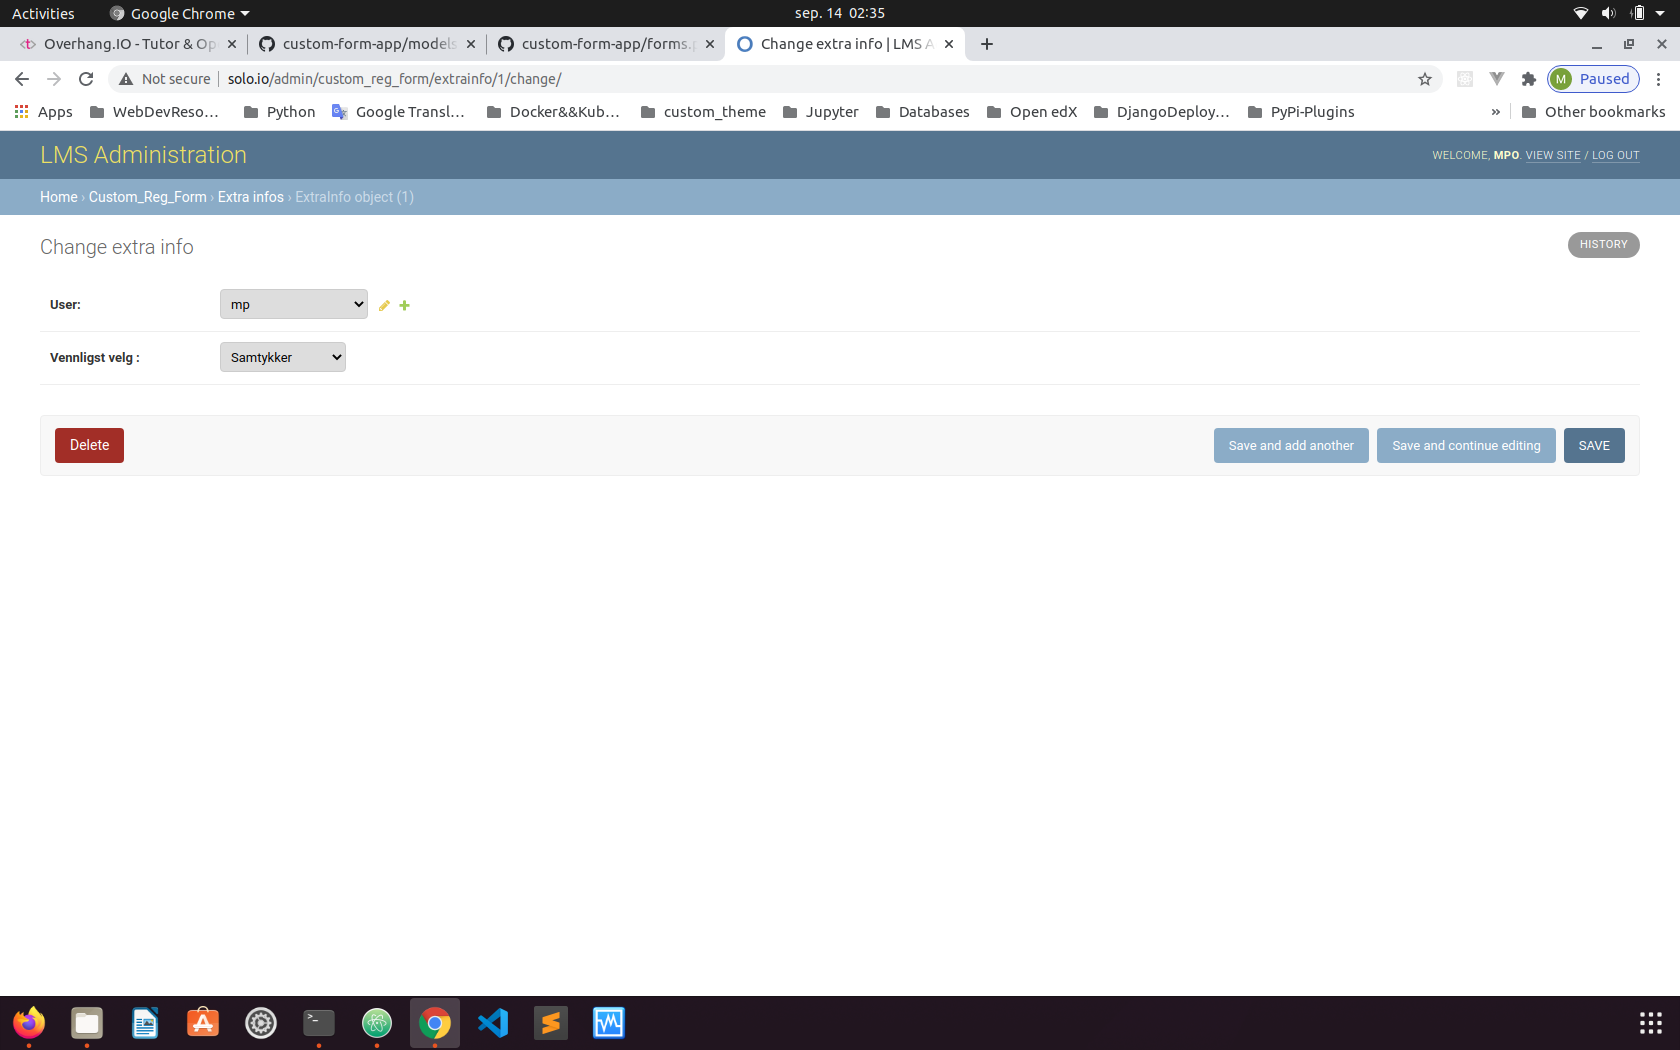 Activities
Google Chrome
sep. 14 02:35
Overhang.IO - Tutor & Op
custom-form-app/models
custom-form-app/forms.p
Change extra info | LMS A
Not secure
solo.io/admin/custom_reg_form/extrainfo/1/change/
M
Paused
Apps
WebDevReso...
Python
Google Transl...
Docker&&Kub...
custom_theme
Jupyter
Databases
Open edX
DjangoDeploy...
PyPi-Plugins
»
Other bookmarks
LMS Administration
WELCOME, MPO. VIEW SITE / LOG OUT
Home › Custom_Reg_Form › Extra infos › ExtraInfo object (1)
Change extra info
HISTORY
User:
mp
Vennligst velg :
Samtykker
Delete
Save and add another
Save and continue editing
SAVE